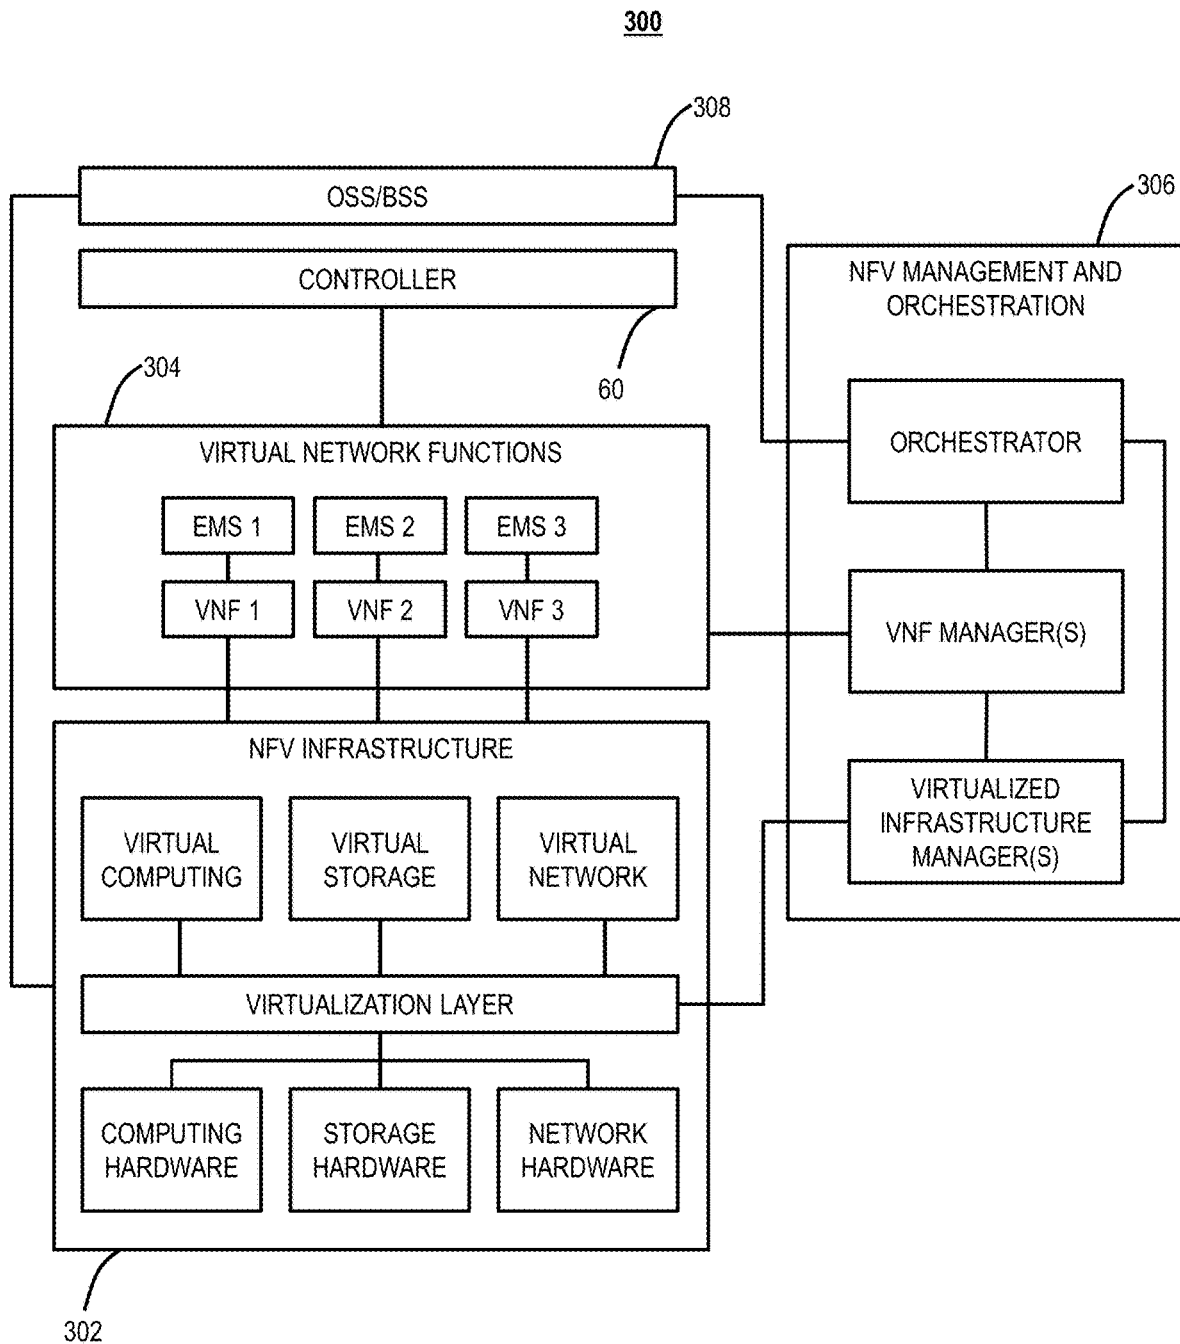 300
308
OSS/BSS
306
CONTROLLER
NFV MANAGEMENT AND
ORCHESTRATION
304
60
VIRTUAL NETWORK FUNCTIONS
ORCHESTRATOR
EMS 1
EMS 2
EMS 3
VNF 1
VNF 2
VNF 3
VNF MANAGER(S)
NFV INFRASTRUCTURE
VIRTUAL
COMPUTING
VIRTUAL
STORAGE
VIRTUAL
NETWORK
VIRTUALIZED
INFRASTRUCTURE
MANAGER(S)
VIRTUALIZATION LAYER
COMPUTING
HARDWARE
STORAGE
HARDWARE
NETWORK
HARDWARE
302